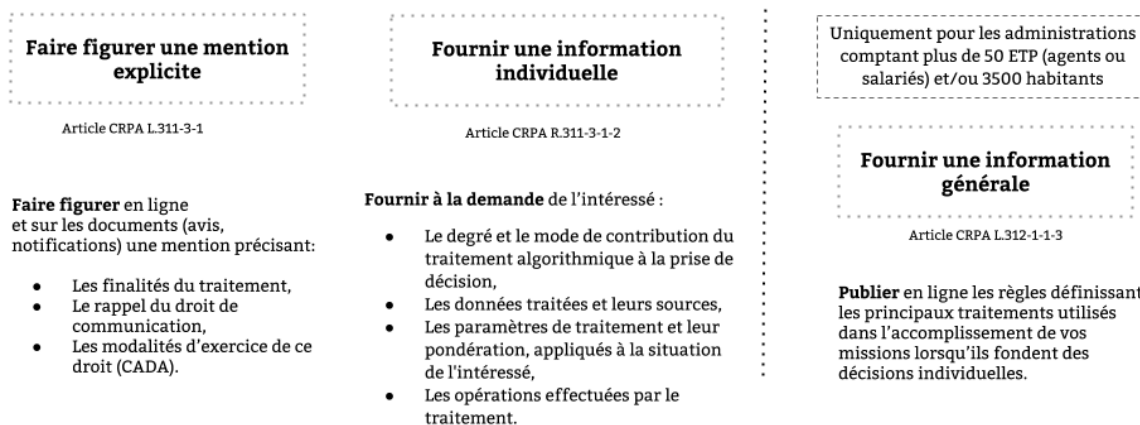 Faire figurer une mention
explicite
Article CRPA L.311-3-1
Faire figurer en ligne
et sur les documents (avis,
notifications) une mention précisant:
● Les finalités du traitement,
● Le rappel du droit de
communication,
● Les modalités d'exercice de ce
droit (CADA).
Fournir une information
individuelle
Article CRPA R.311-3-1-2
Fournir à la demande de l'intéressé :
● Le degré et le mode de contribution du
traitement algorithmique à la prise de
décision,
● Les données traitées et leurs sources,
● Les paramètres de traitement et leur
pondération, appliqués à la situation
de l'intéressé,
● Les opérations effectuées par le
traitement.
Uniquement pour les administrations
comptant plus de 50 ETP (agents ou
salariés) et/ou 3500 habitants
Fournir une information
générale
Article CRPA L.312-1-1-3
Publier en ligne les règles définissant
les principaux traitements utilisés
dans l'accomplissement de vos
missions lorsqu'ils fondent des
décisions individuelles.